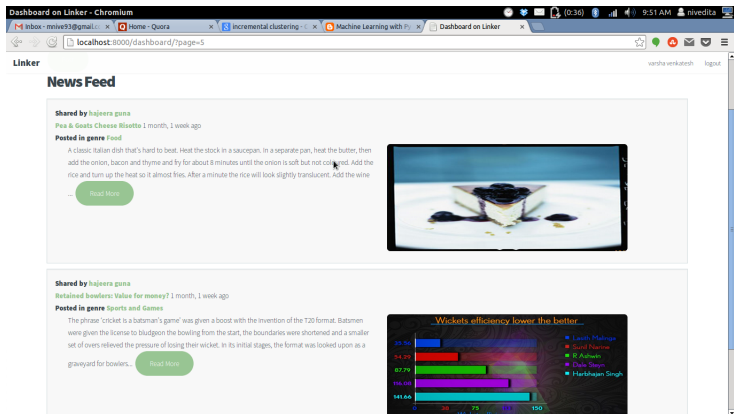 Dashboard on Linker - Chromium
(0:36) 9:51 AM nivedita
M Inbox - mnive93@gmail.c
Q Home - Quora
incremental clustering -
Machine Learning with P
Dashboard on Linker
localhost:8000/dashboard/?page=5
Linker
varsha venkatesh logout
News Feed
Shared by hajeera guna
Pea & Goats Cheese Risotto 1 month, 1 week ago
Posted in genre Food
A classic Italian dish that's hard to beat. Heat the stock in a saucepan. In a separate pan, heat the butter, then
add the onion, bacon and thyme and fry for about 8 minutes until the onion is soft but not coloured. Add the
rice and turn up the heat so it almost fries. After a minute the rice will look slightly translucent. Add the wine
... Read More
Shared by hajeera guna
Retained bowlers: Value for money? 1 month, 1 week ago
Posted in genre Sports and Games
The phrase 'cricket is a batsman's game' was given a boost with the invention of the T20 format. Batsmen
were given the license to bludgeon the bowling from the start, the boundaries were shortened and a smaller
set of overs relieved the pressure of losing their wicket. In its initial stages, the format was looked upon as a
graveyard for bowlers... Read More
Wickets efficiency lower the better
Lasith Malinga
Sunil Narine
R Ashwin
Dale Steyn
Harbhajan Singh
87.79
116.08
141.66
0 30 75 150